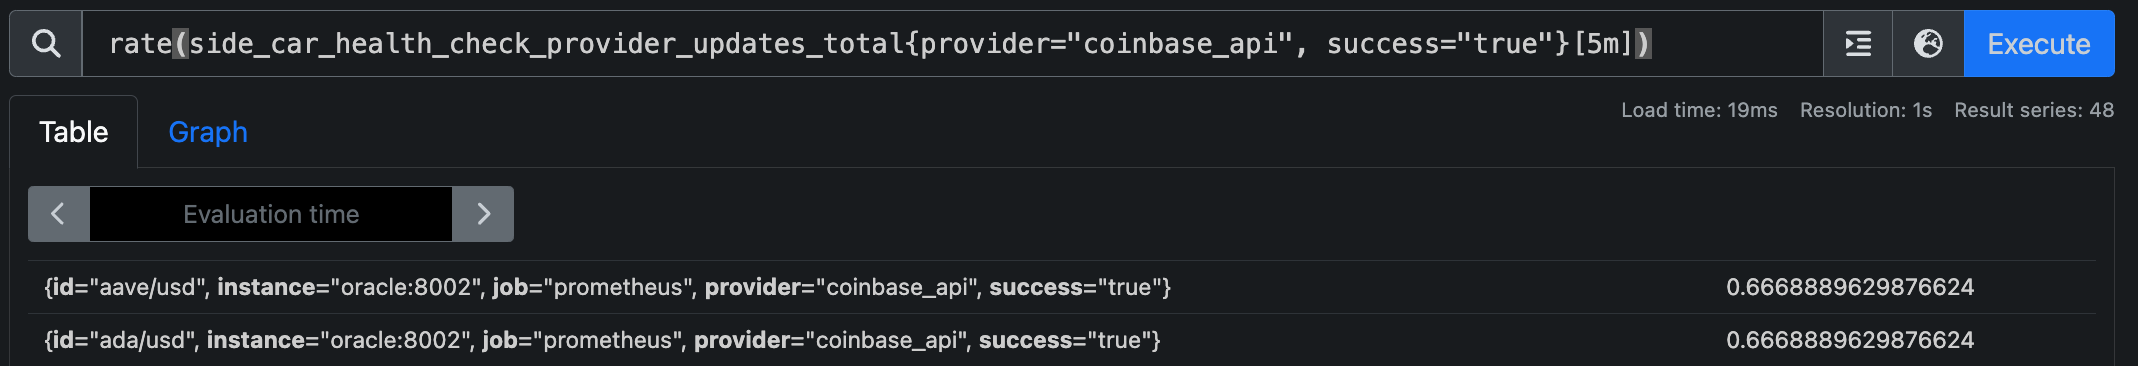 rate(side_car_health_check_provider_updates_total{provider="coinbase_api", success="true"}[5m])
Execute
Load time: 19ms Resolution: 1s Result series: 48
Table Graph
Evaluation time
{id="aave/usd", instance="oracle:8002", job="prometheus", provider="coinbase_api", success="true"} 0.6668889629876624
{id="ada/usd", instance="oracle:8002", job="prometheus", provider="coinbase_api", success="true"} 0.6668889629876624